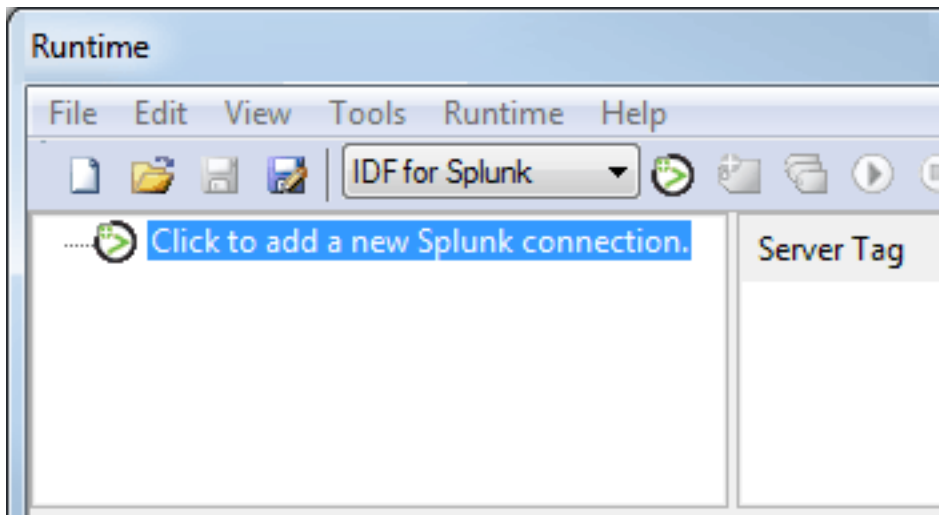 Runtime
File Edit View Tools Runtime Help
IDF for Splunk
Click to add a new Splunk connection.
Server Tag